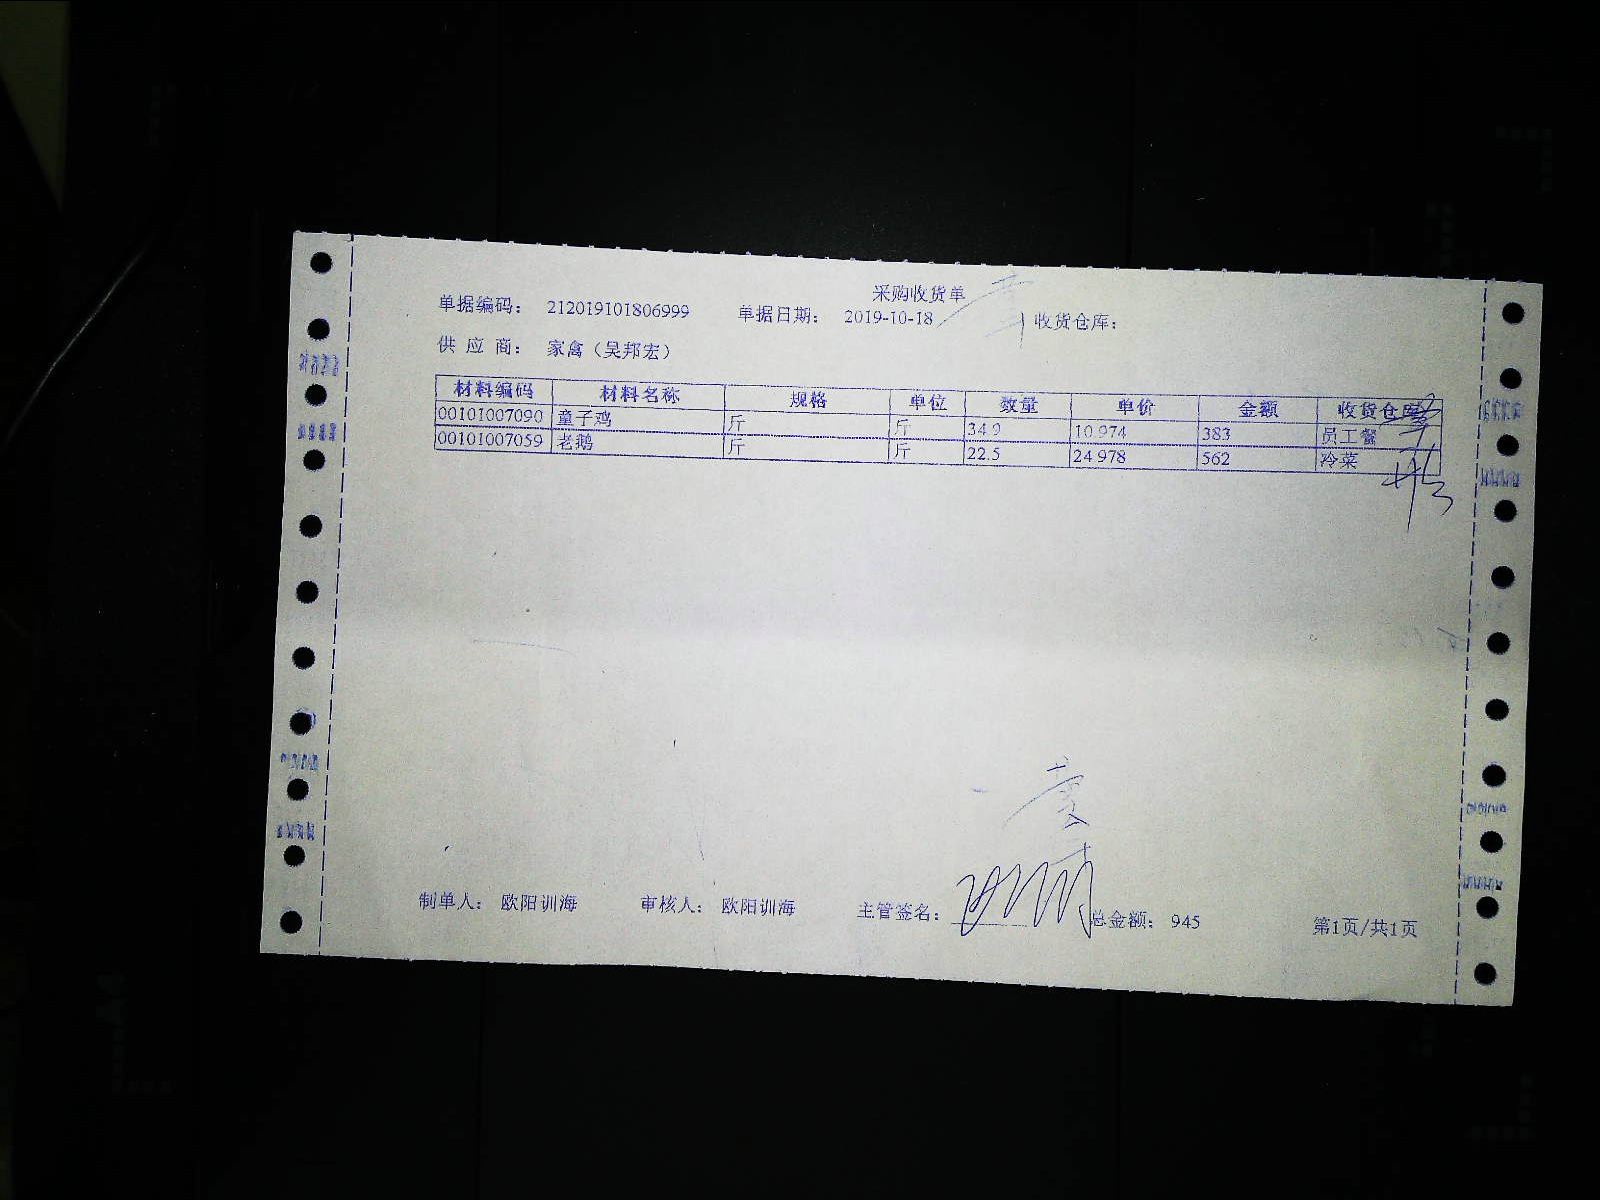 采购收货单
单据编码： 212019101806999 单据日期： 2019-10-18 收货仓库：
供 应 商： 家禽（吴邦宏）
材料编码 材料名称 规格 单位 数量 单价 金额 收货仓库
00101007090 童子鸡 斤 斤 34.9 10.974 383 员工餐
00101007059 老鹅 斤 斤 22.5 24.978 562 冷菜
制单人： 欧阳训海 审核人： 欧阳训海 主管签名： 总金额： 945 第1页/共1页